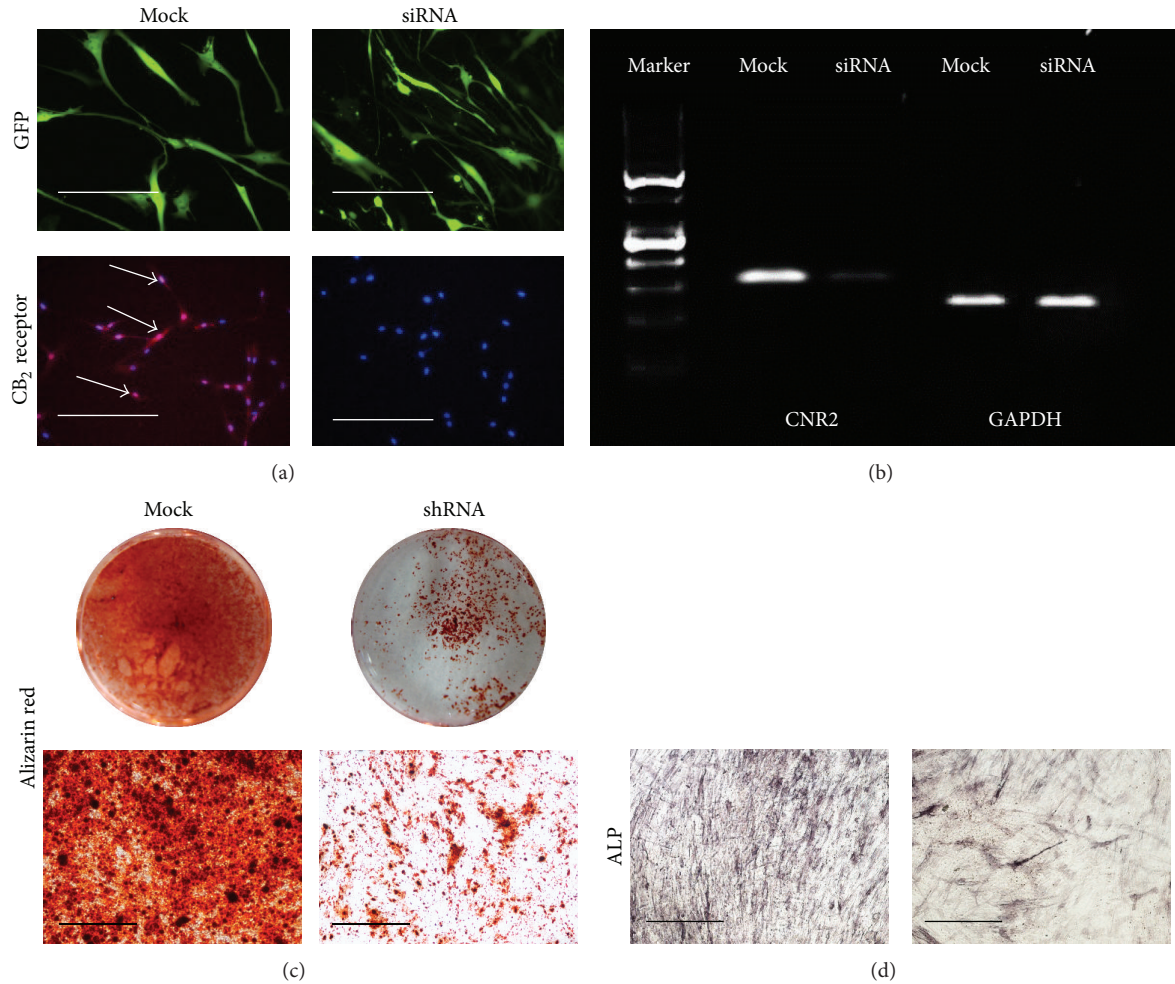 Mock siRNA
GFP
CB₂ receptor
(a)
Marker Mock siRNA Mock siRNA
CNR2 GAPDH
(b)
Mock shRNA
Alizarin red
(c)
ALP
(d)